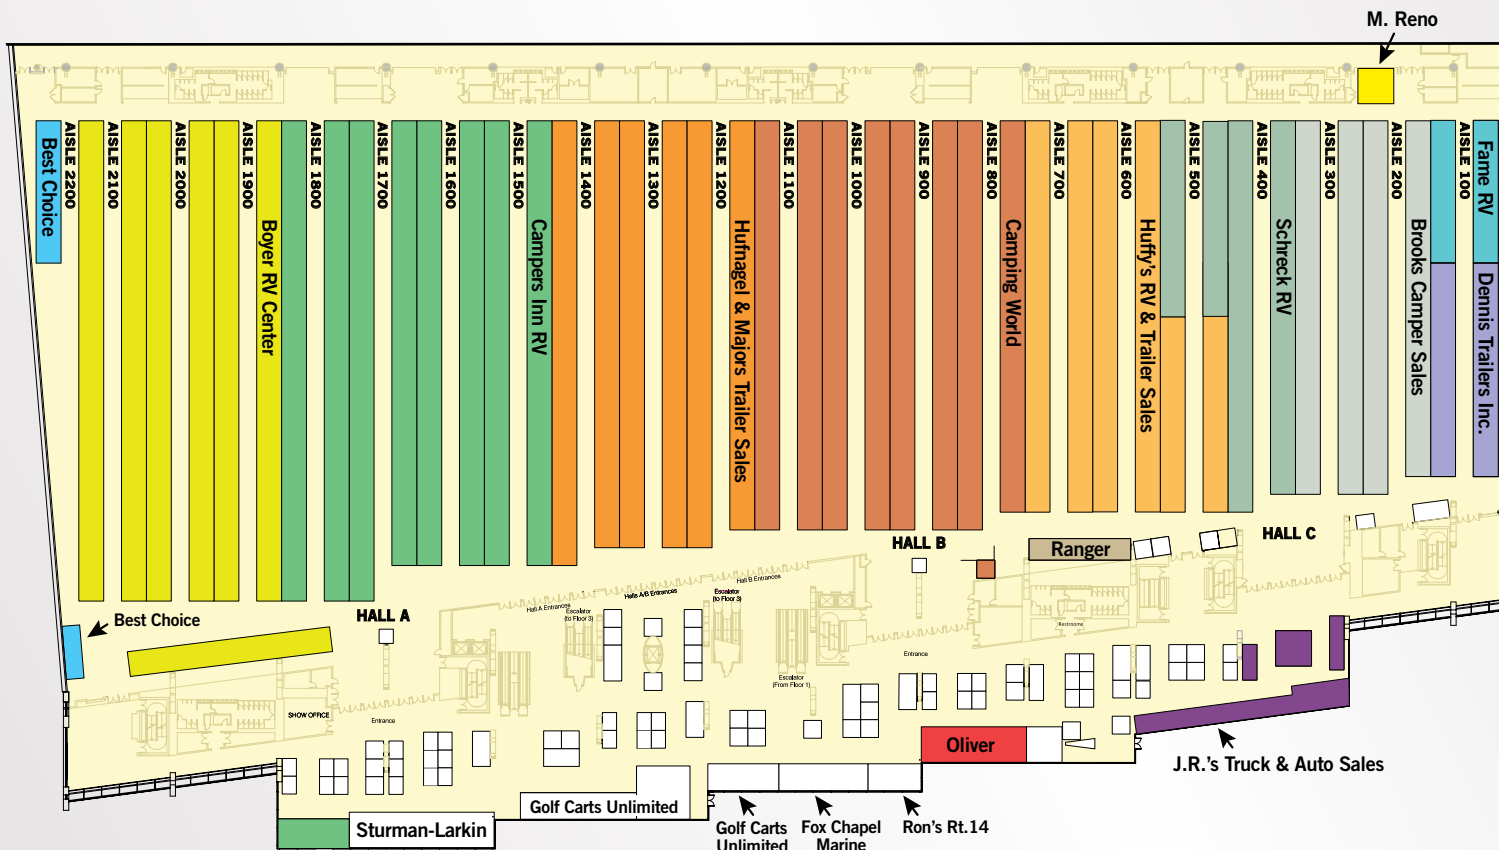 M. Reno
Best Choice
AISLE 2200
AISLE 2100
AISLE 2000
AISLE 1900
Boyer RV Center
AISLE 1800
AISLE 1700
AISLE 1600
AISLE 1500
Campers Inn RV
AISLE 1400
AISLE 1300
AISLE 1200
Hufnagel & Majors Trailer Sales
AISLE 1100
AISLE 1000
AISLE 900
AISLE 800
Camping World
AISLE 700
AISLE 600
Huffy's RV & Trailer Sales
AISLE 500
AISLE 400
Schreck RV
AISLE 300
AISLE 200
Brooks Camper Sales
AISLE 100
Fame RV
Dennis Trailers Inc.
HALL B
HALL C
Ranger
Hall B Entrances
Halls A/B Entrances
Hall A Entrances
Escalator
(to Floor 3)
Escalator
(to Floor 3)
Best Choice
HALL A
Restrooms
Entrance
Escalator
(From Floor 1)
SHOW OFFICE
Entrance
Oliver
J.R.'s Truck & Auto Sales
Golf Carts Unlimited
Sturman-Larkin
Golf Carts
Unlimited
Fox Chapel
Marine
Ron's Rt.14